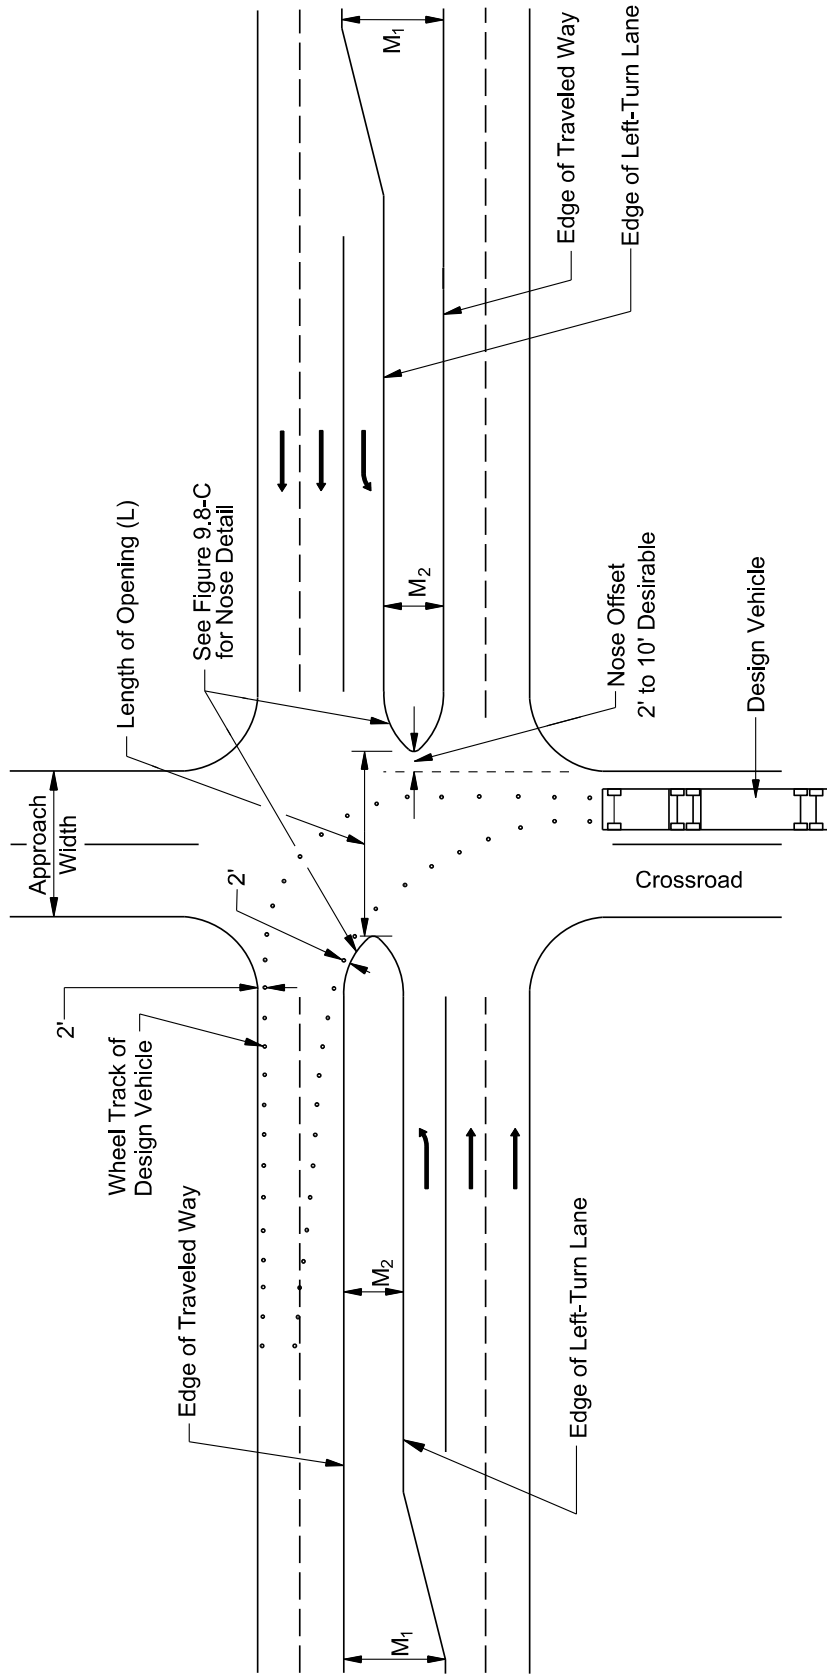 M₁
Edge of Traveled Way
Edge of Left-Turn Lane
Length of Opening (L)
See Figure 9.8-C
for Nose Detail
M₂
Nose Offset
2' to 10' Desirable
Design Vehicle
Approach
Width
Crossroad
2'
2'
Wheel Track of
Design Vehicle
Edge of Traveled Way
M₂
Edge of Left-Turn Lane
M₁